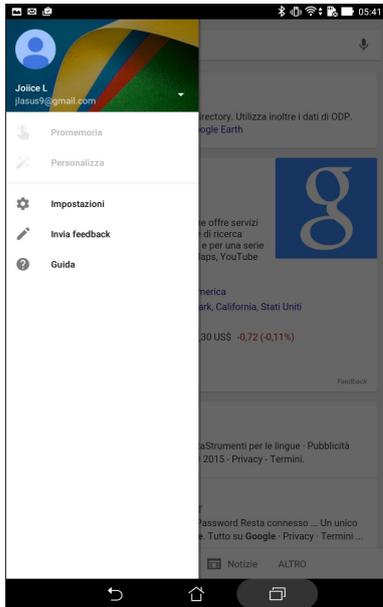 05:41
Joiice L
jlasus9@gmail.com
Promemoria
Personalizza
Impostazioni
Invia feedback
Guida
irectory. Utilizza inoltre i dati di ODP.
ogle Earth
g
ne offre servizi
e di ricerca
e per una serie
laps, YouTube
merica
ark, California, Stati Uniti
,30 US$ -0,72 (-0,11%)
Feedback
aStrumenti per le lingue · Pubblicità
2015 - Privacy - Termini.
Password Resta connesso ... Un unico
e. Tutto su Google · Privacy · Termini ...
Notizie ALTRO